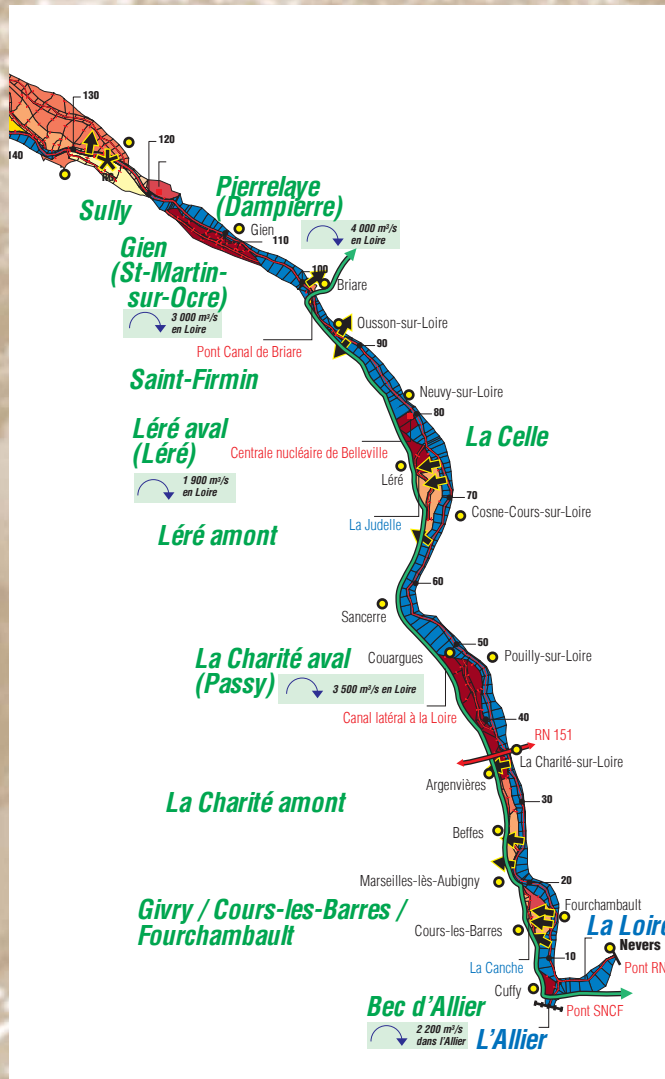 130
140
120
Sully
Pierrelaye
(Dampierre)
4 000 m³/s
en Loire
Gien
110
Gien
(St-Martin-
sur-Ocre)
3 000 m³/s
en Loire
100
Briare
Ousson-sur-Loire
Pont Canal de Briare
90
Saint-Firmin
Neuvy-sur-Loire
80
Léré aval
(Léré)
1 900 m³/s
en Loire
La Celle
Centrale nucléaire de Belleville
Léré
70
La Judelle
Cosne-Cours-sur-Loire
Léré amont
60
Sancerre
50
La Charité aval
(Passy)
3 500 m³/s en Loire
Couargues
Pouilly-sur-Loire
Canal latéral à la Loire
40
RN 151
La Charité-sur-Loire
Argenvières
La Charité amont
30
Beffes
Marseilles-lès-Aubigny
20
Givry / Cours-les-Barres /
Fourchambault
Fourchambault
Cours-les-Barres
La Loire
Nevers
10
La Canche
Pont RN
Cuffy
Bec d'Allier
2 200 m³/s
dans l'Allier
L'Allier
Pont SNCF